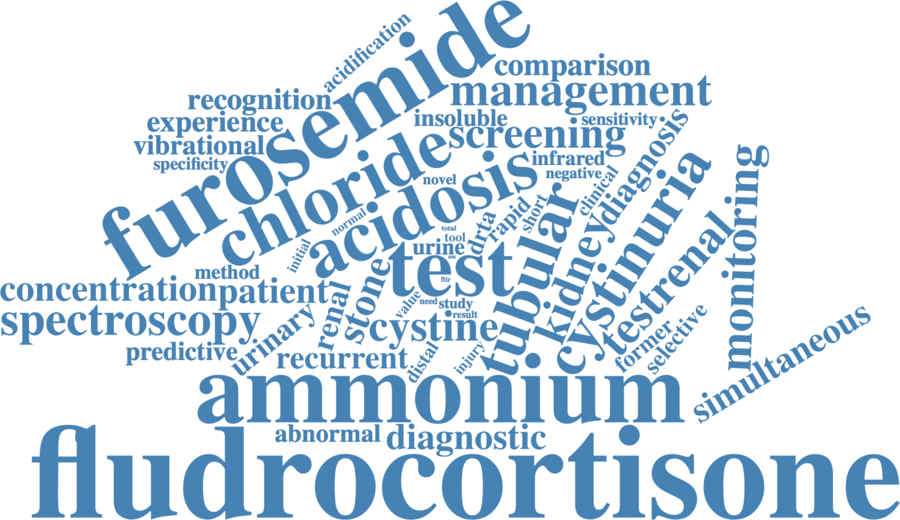 acidification
furosemide
comparison
management
recognition
experience
vibrational
specificity
insoluble
sensitivity
screening
chloride
infrared
negative
diagnosis
novel
acidosis
clinical
cystinuria
monitoring
normal
short
rapid
drta
total
tool
urine
initial
test
tubular
kidney
testrenal
method
concentration
patient
renal
stone
ftir
value
need
study
result
spectroscopy
cystine
urinary
predictive
recurrent
distal
injury
former
selective
simultaneous
ammonium
abnormal
diagnostic
fludrocortisone